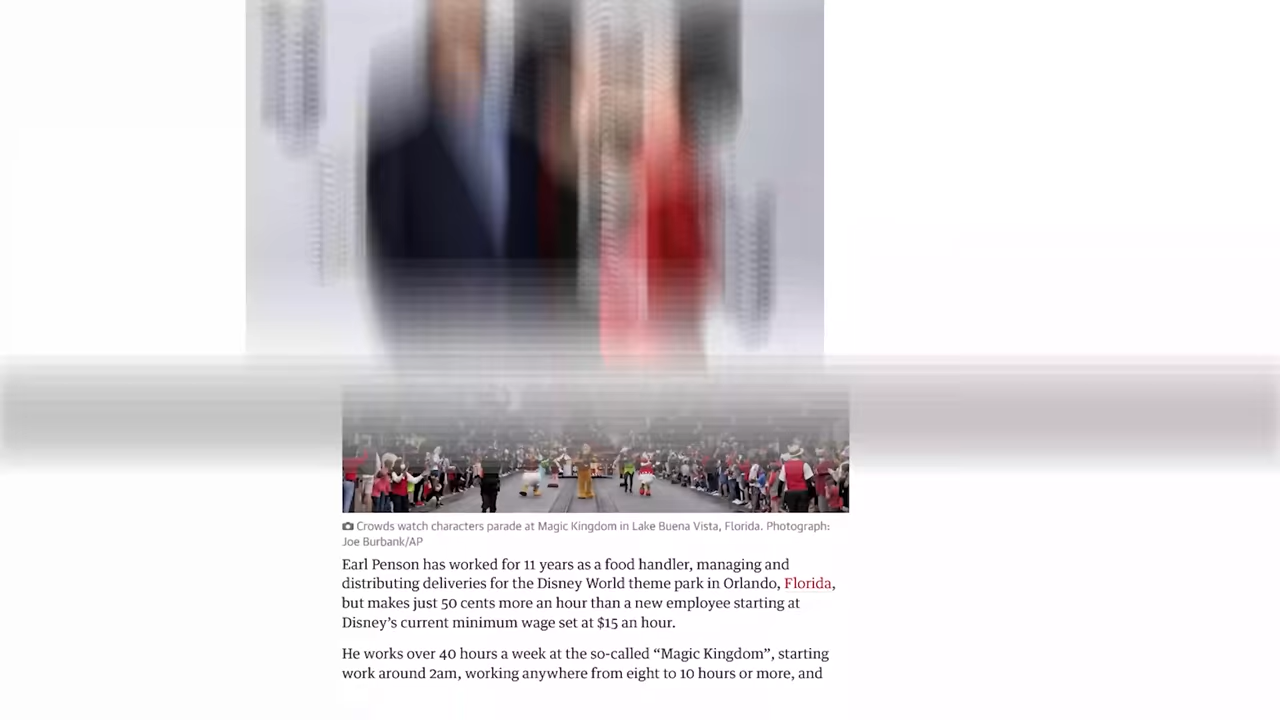 Crowds watch characters parade at Magic Kingdom in Lake Buena Vista, Florida. Photograph:
Joe Burbank/AP
Earl Penson has worked for 11 years as a food handler, managing and
distributing deliveries for the Disney World theme park in Orlando, Florida,
but makes just 50 cents more an hour than a new employee starting at
Disney’s current minimum wage set at $15 an hour.
He works over 40 hours a week at the so-called “Magic Kingdom”, starting
work around 2am, working anywhere from eight to 10 hours or more, and